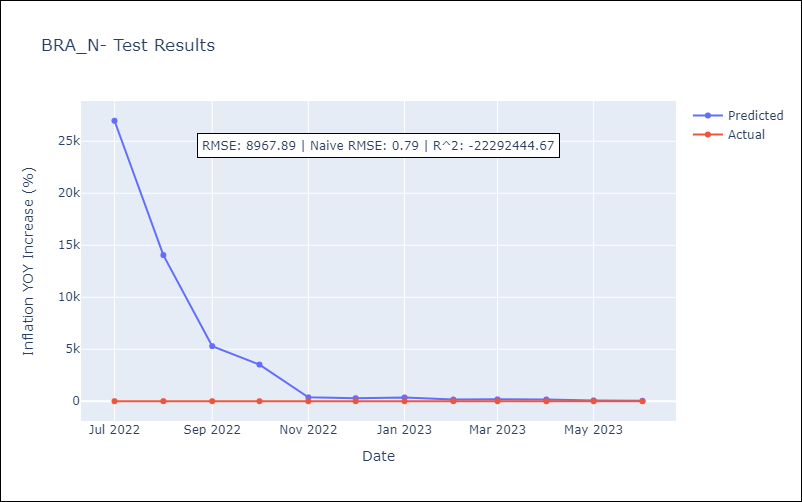 BRA_N- Test Results
Predicted
Actual
RMSE: 8967.89 | Naive RMSE: 0.79 | R^2: -22292444.67
Inflation YOY Increase (%)
25k
20k
15k
10k
5k
0
Jul 2022 Sep 2022 Nov 2022 Jan 2023 Mar 2023 May 2023
Date